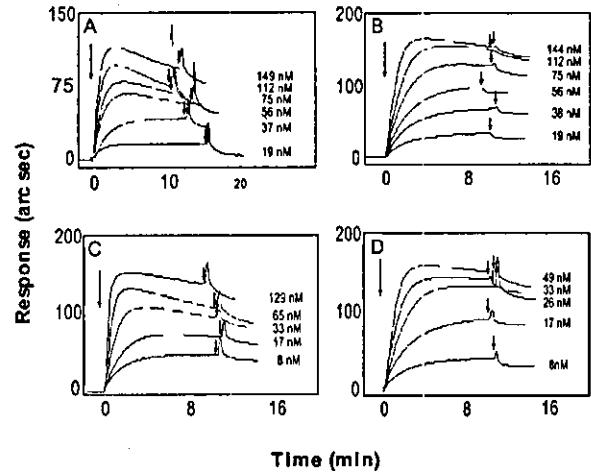 Response (arc sec)
A
150
75
0
149 nM
112 nM
75 nM
56 nM
37 nM
19 nM
0
10
20
B
200
100
0
144 nM
112 nM
75 nM
56 nM
38 nM
19 nM
0
8
16
C
200
100
0
129 nM
65 nM
33 nM
17 nM
8 nM
0
8
16
D
200
100
0
49 nM
33 nM
26 nM
17 nM
8nM
0
8
16
Time (min)